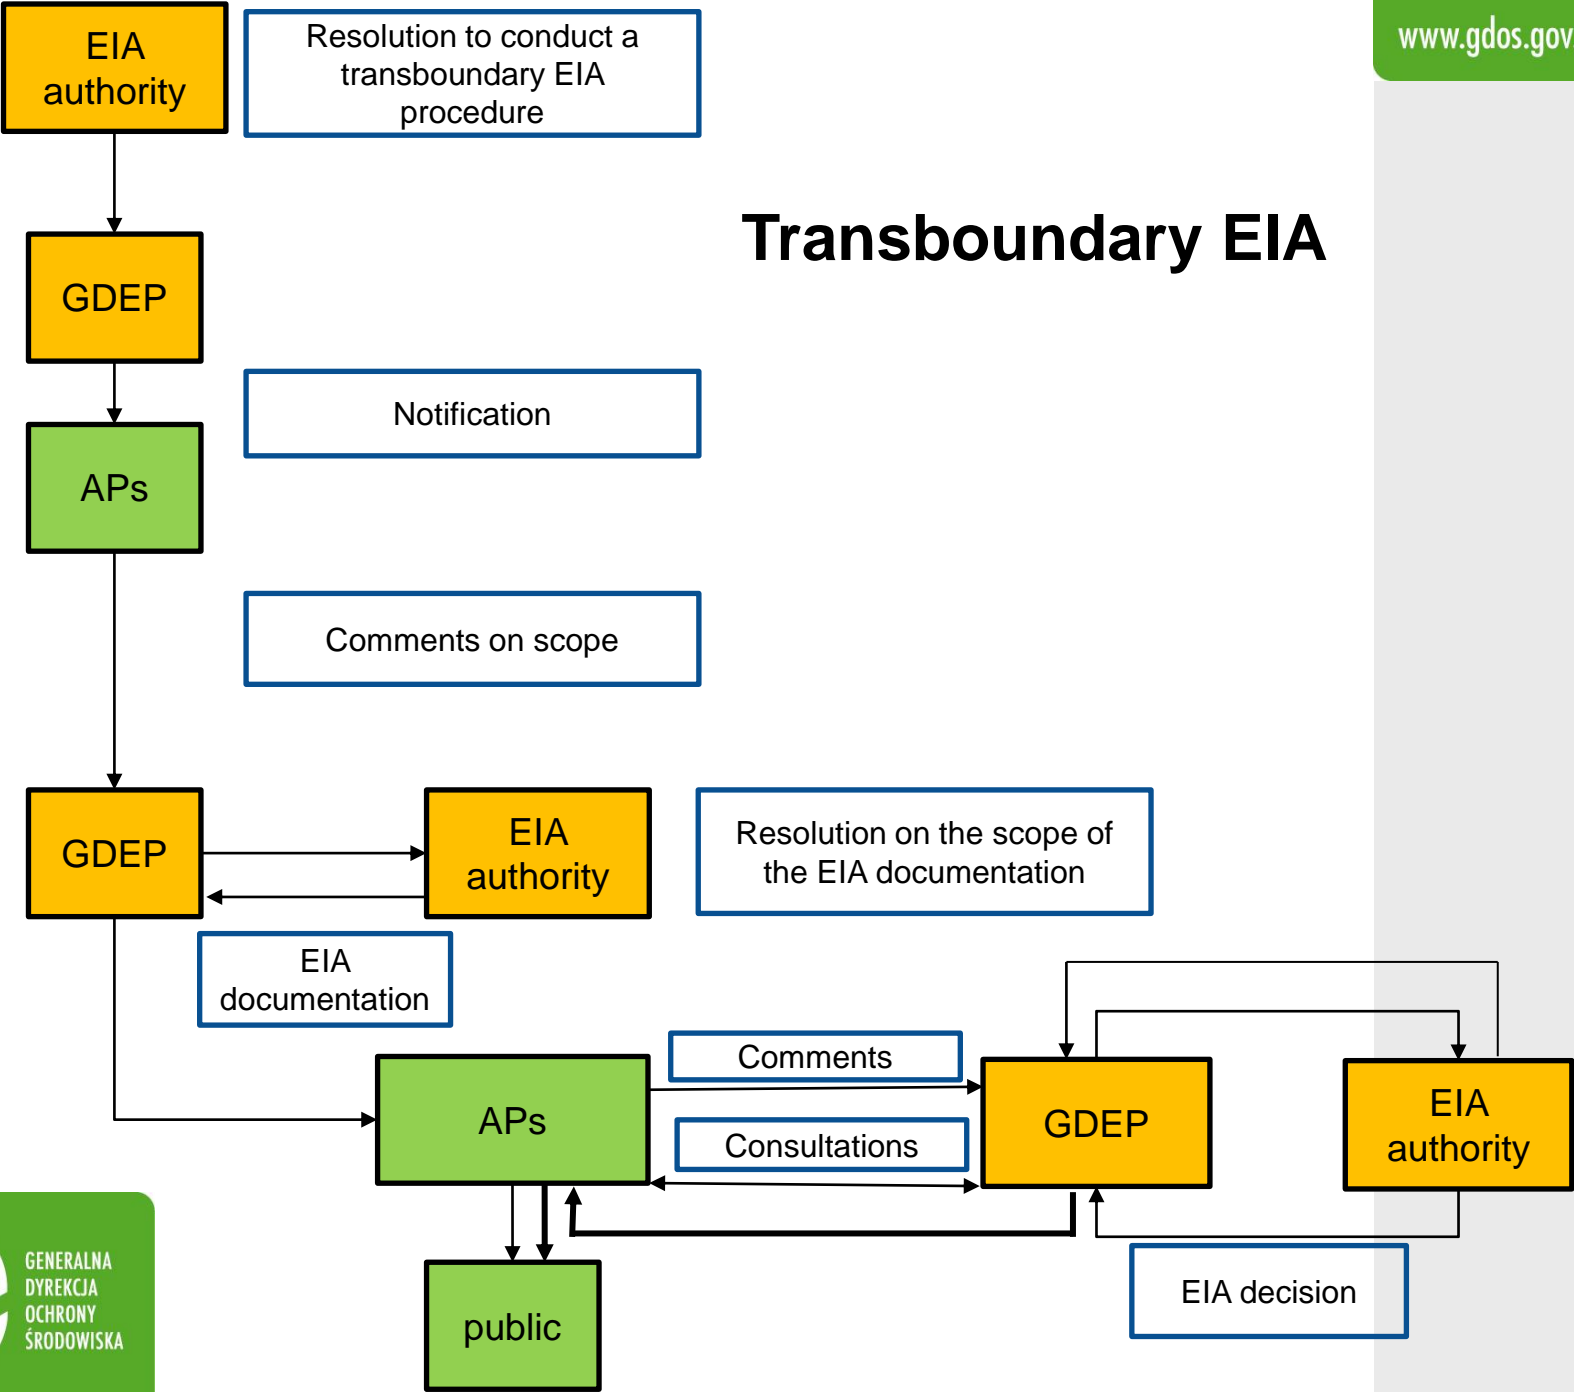 EIA
authority
Resolution to conduct a
transboundary EIA
procedure
www.gdos.gov.
Transboundary EIA
GDEP
Notification
APs
Comments on scope
GDEP
EIA
authority
Resolution on the scope of
the EIA documentation
EIA
documentation
Comments
APs
GDEP
EIA
authority
Consultations
GENERALNA
DYREKCJA
OCHRONY
ŚRODOWISKA
public
EIA decision